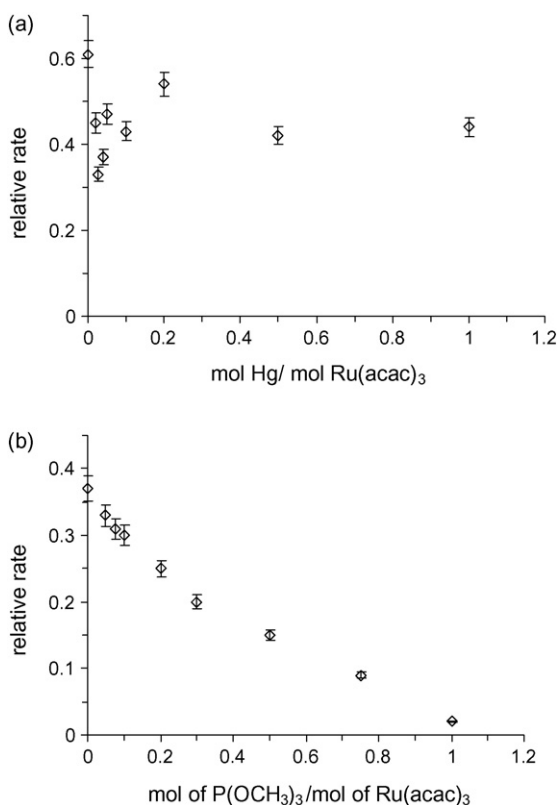 (a)
relative rate
0.6
0.4
0.2
0
0 0.2 0.4 0.6 0.8 1 1.2
mol Hg/ mol Ru(acac)₃
(b)
relative rate
0.4
0.3
0.2
0.1
0
0 0.2 0.4 0.6 0.8 1 1.2
mol of P(OCH₃)₃/mol of Ru(acac)₃